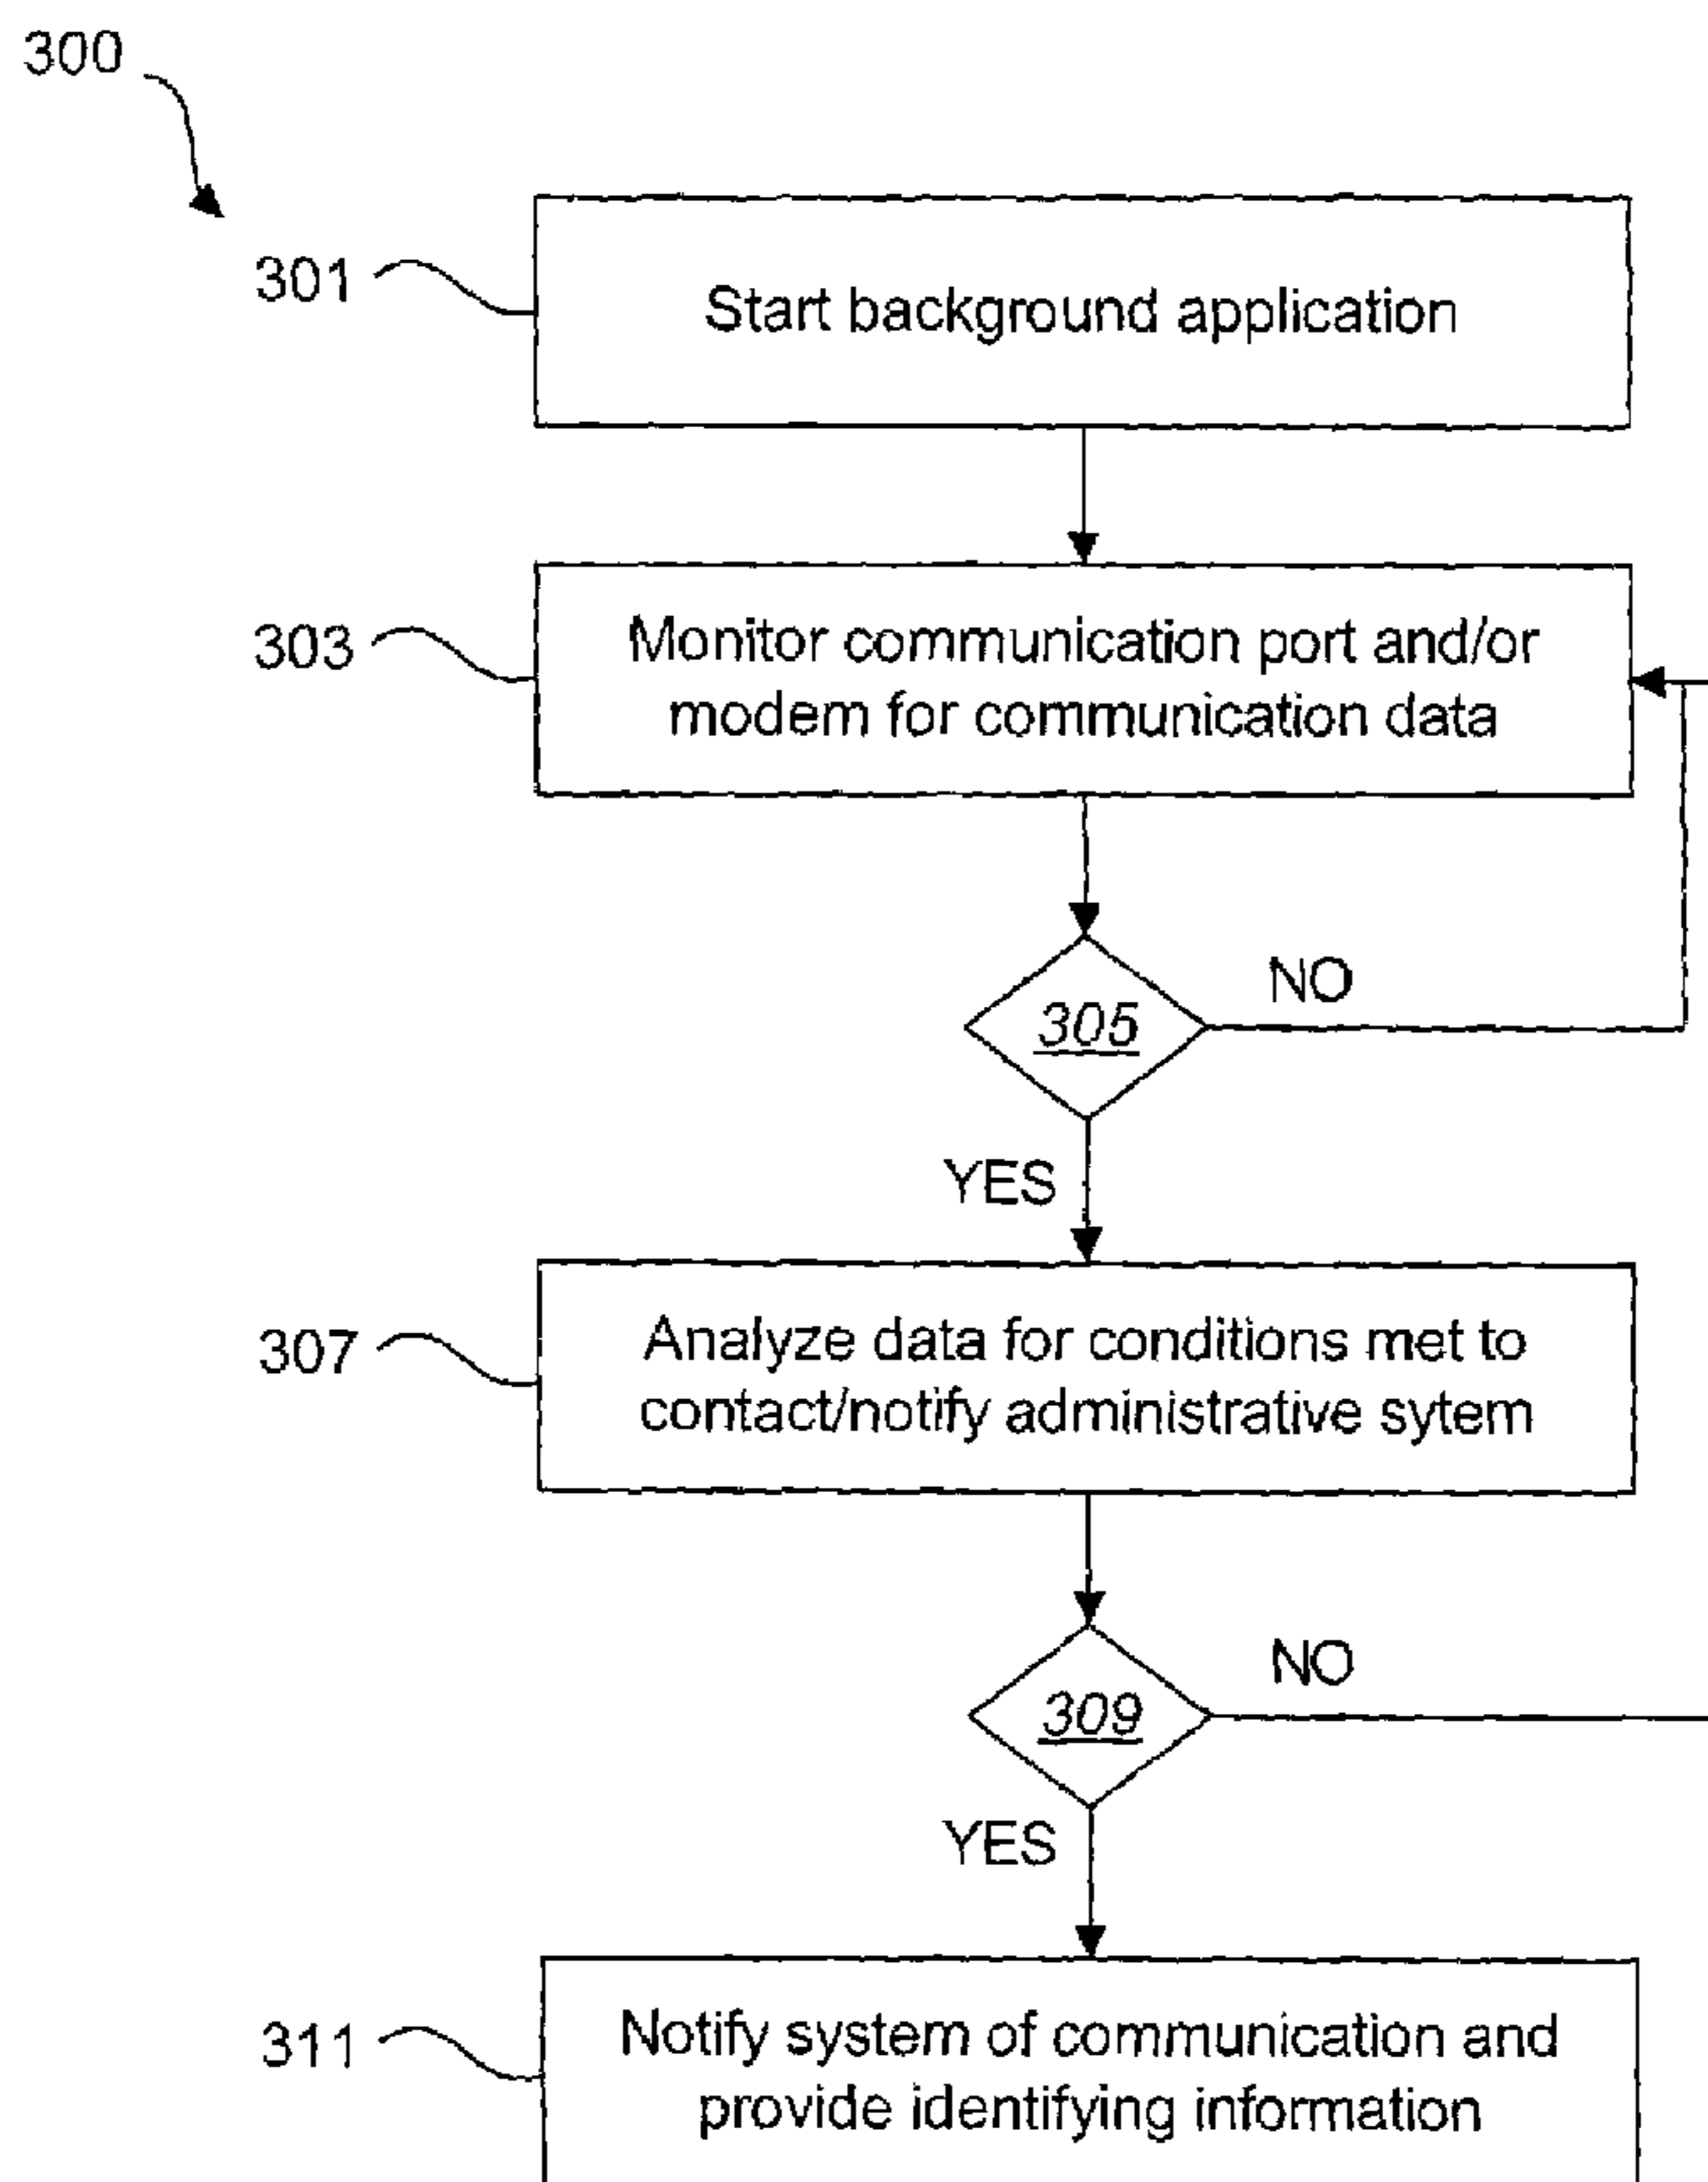 300
301
Start background application
303
Monitor communication port and/or
modem for communication data
305
NO
YES
307
Analyze data for conditions met to
contact/notify administrative sytem
309
NO
YES
311
Notify system of communication and
provide identifying information